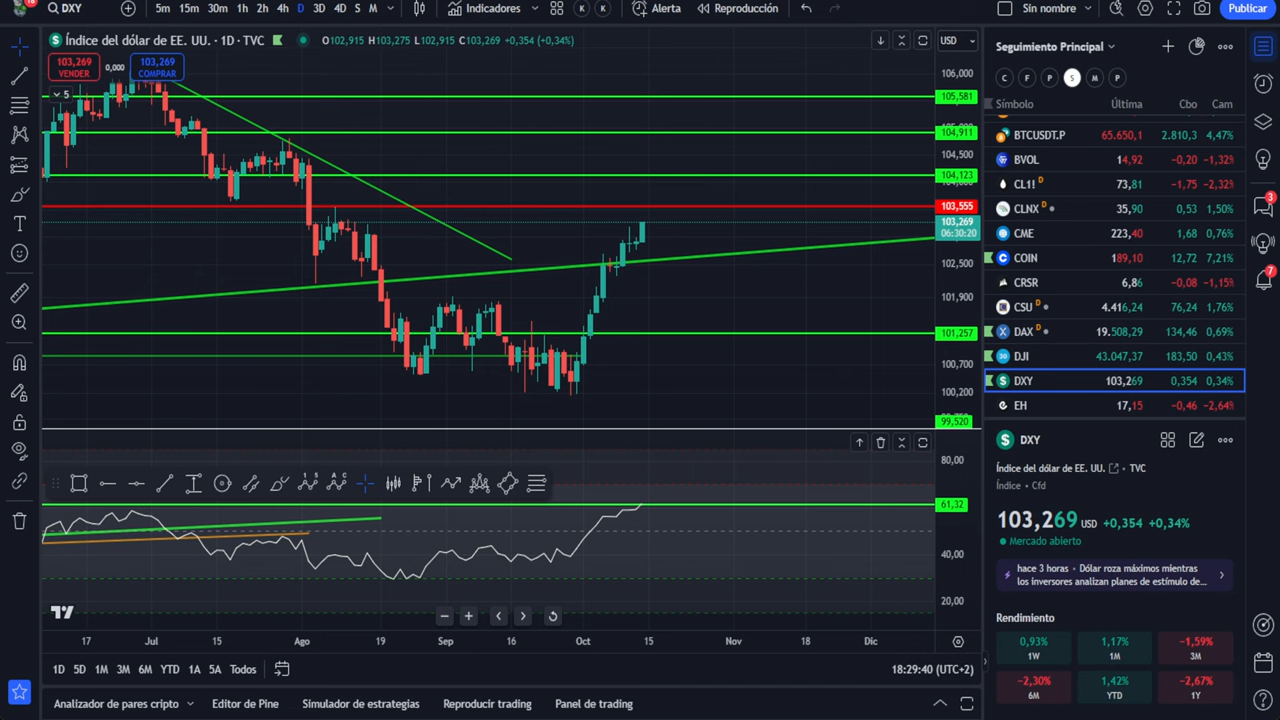 18
DXY
5m 15m 30m 1h 2h 4h D 3D 4D S M
Indicadores
K K
Alerta
Reproducción
Sin nombre
Publicar
Índice del dólar de EE. UU. · 1D · TVC
O102,915 H103,275 L102,915 C103,269 +0,354 (+0,34%)
103,269
VENDER
0,000
103,269
COMPRAR
5
USD
106,000
105,581
104,911
104,500
104,123
103,555
103,269
06:30:20
102,500
101,900
101,257
100,700
100,200
99,520
80,00
61,32
40,00
20,00
17 Jul 15 Ago 19 Sep 16 Oct 15 Nov 18 Dic
1D 5D 1M 3M 6M YTD 1A 5A Todos
18:29:40 (UTC+2)
Analizador de pares cripto
Editor de Pine
Simulador de estrategias
Reproducir trading
Panel de trading
Seguimiento Principal
C F P S M P
Símbolo Última Cbo Cam
BTCUSDT.P 65.650,1 2.810,3 4,47%
BVOL 14,92 −0,20 −1,32%
CL1! D 73,81 −1,75 −2,32%
CLNX D 35,90 0,53 1,50%
CME 223,40 1,68 0,76%
COIN 189,10 12,72 7,21%
CRSR 6,86 −0,08 −1,15%
CSU D 4.416,24 76,24 1,76%
DAX D 19.508,29 134,46 0,69%
DJI 43.047,37 183,50 0,43%
DXY 103,269 0,354 0,34%
EH 17,15 −0,46 −2,64%
DXY
Índice del dólar de EE. UU. • TVC
Índice • Cfd
103,269 USD +0,354 +0,34%
Mercado abierto
hace 3 horas • Dólar roza máximos mientras
los inversores analizan planes de estímulo de...
Rendimiento
0,93%
1W
1,17%
1M
−1,59%
3M
−2,30%
6M
1,42%
YTD
−2,67%
1Y
3
7